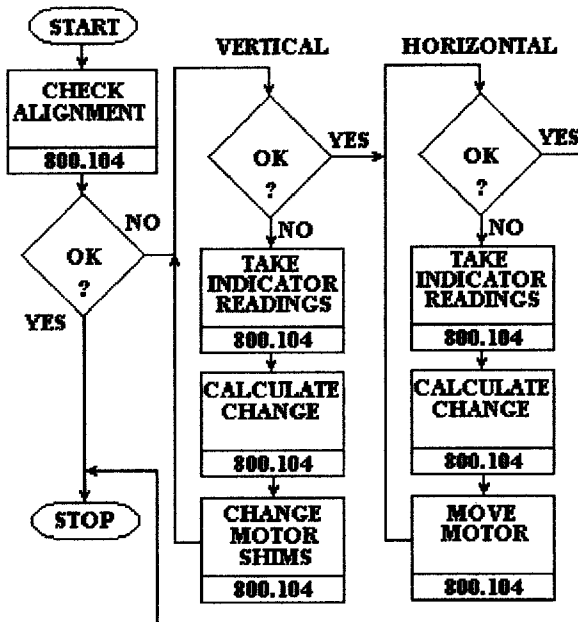 START
CHECK
ALIGNMENT
800.104
OK
?
NO
YES
STOP
VERTICAL
OK
?
YES
NO
TAKE
INDICATOR
READINGS
800.104
CALCULATE
CHANGE
800.104
CHANGE
MOTOR
SHIMS
800.104
HORIZONTAL
OK
?
YES
NO
TAKE
INDICATOR
READINGS
800.104
CALCULATE
CHANGE
800.104
MOVE
MOTOR
800.104